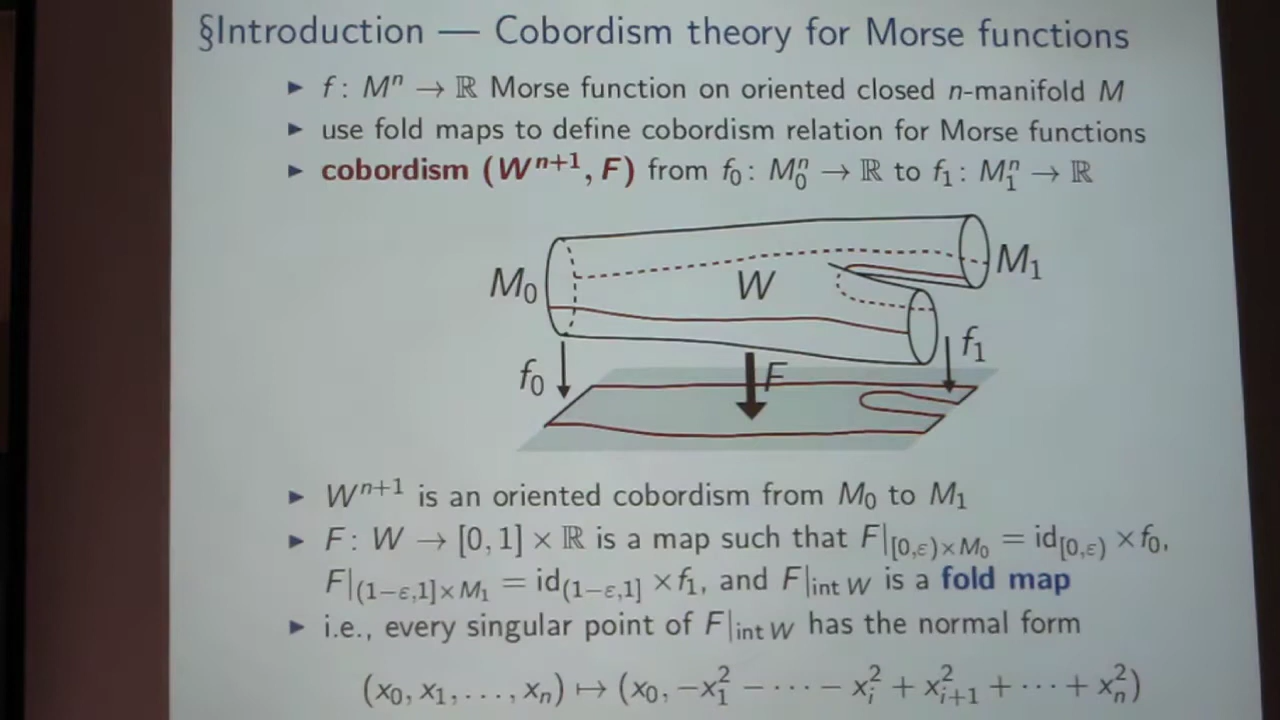 §Introduction — Cobordism theory for Morse functions
► f : Mⁿ → ℝ Morse function on oriented closed n-manifold M
► use fold maps to define cobordism relation for Morse functions
► cobordism (Wⁿ⁺¹, F) from f₀ : M₀ⁿ → ℝ to f₁ : M₁ⁿ → ℝ
M₀ W M₁
f₀ F f₁
► Wⁿ⁺¹ is an oriented cobordism from M₀ to M₁
► F : W → [0, 1] × ℝ is a map such that F|_{[0,ε)×M₀} = id_{[0,ε)} × f₀,
F|_{(1−ε,1]×M₁} = id_{(1−ε,1]} × f₁, and F|_{int W} is a fold map
► i.e., every singular point of F|_{int W} has the normal form
(x₀, x₁, . . . , xₙ) ↦ (x₀, −x₁² − · · · − xᵢ² + xᵢ₊₁² + · · · + xₙ²)